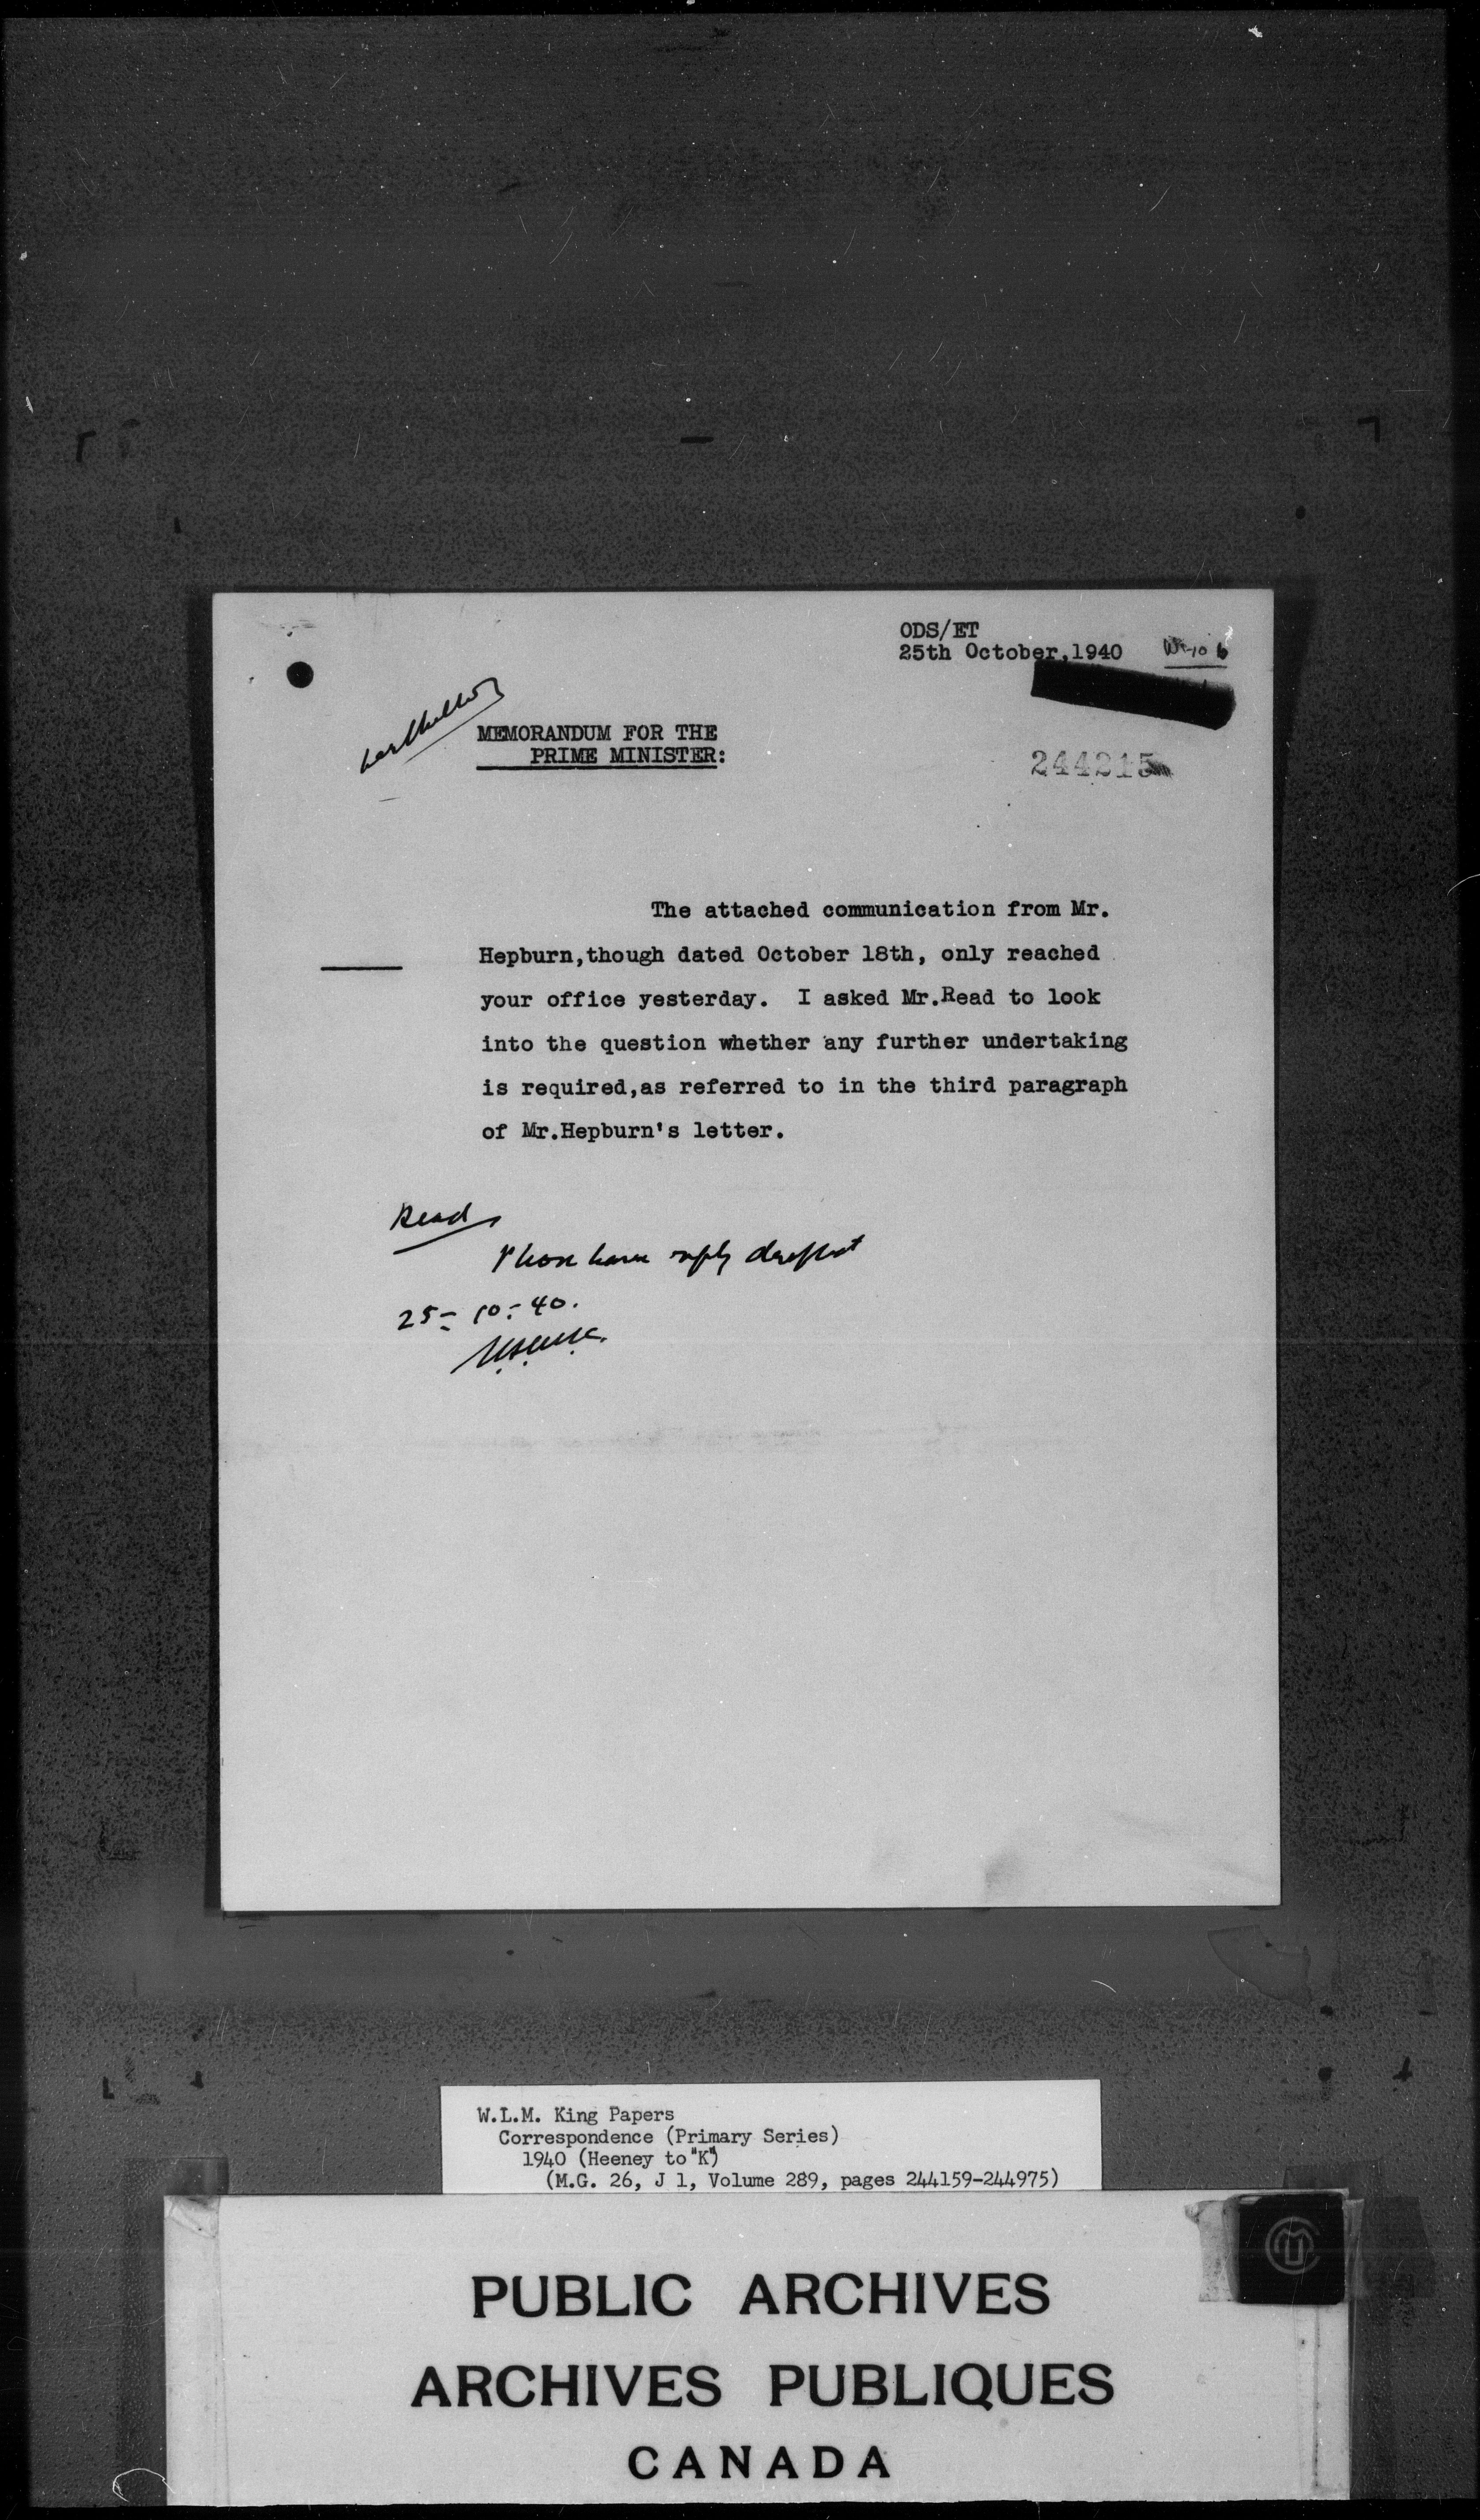 ODS/ET
25th October,1940
MEMORANDUM FOR THE
PRIME MINISTER:
244215
The attached communication from Mr.
Hepburn,though dated October 18th, only reached
your office yesterday. I asked Mr.Read to look
into the question whether any further undertaking
is required,as referred to in the third paragraph
of Mr.Hepburn's letter.
Read
have reply
25-10-40.
W.L.M. King Papers
Correspondence (Primary Series)
1940 (Heeney to "K")
(M.G. 26, J 1, Volume 289, pages 244159-244975)
PUBLIC ARCHIVES
ARCHIVES PUBLIQUES
CANADA